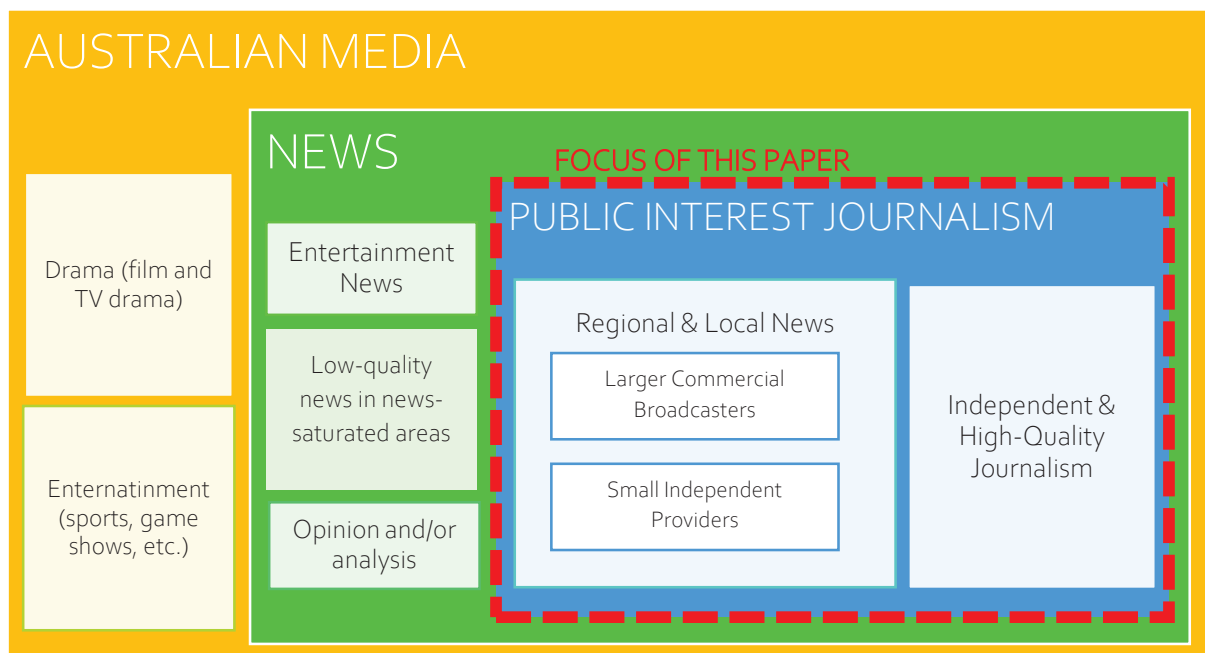 AUSTRALIAN MEDIA
Drama (film and
TV drama)
Enternatinment
(sports, game
shows, etc.)
NEWS
Entertainment
News
Low-quality
news in news-
saturated areas
Opinion and/or
analysis
FOCUS OF THIS PAPER
PUBLIC INTEREST JOURNALISM
Regional & Local News
Larger Commercial
Broadcasters
Small Independent
Providers
Independent &
High-Quality
Journalism